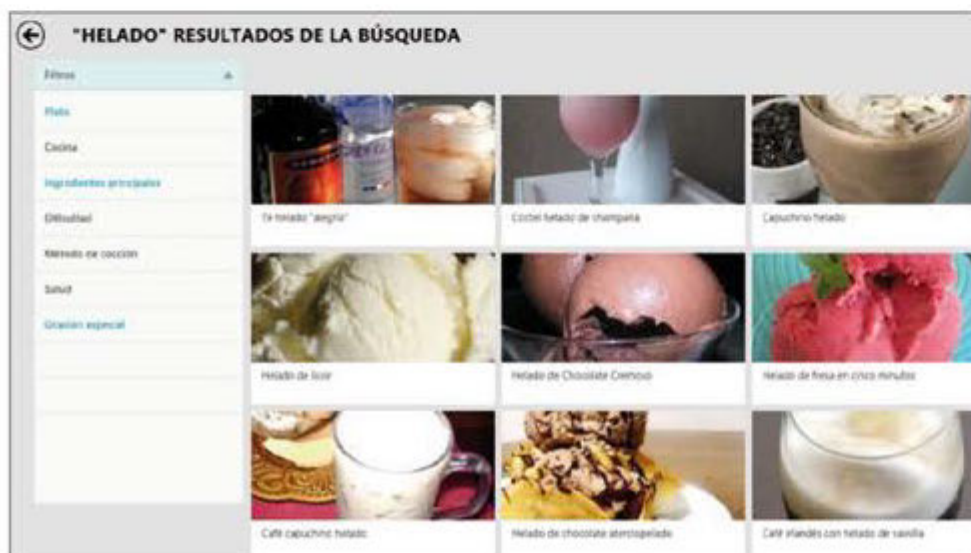 "HELADO" RESULTADOS DE LA BÚSQUEDA
Filtros
Plato
Cocina
Ingredientes principales
Dificultad
Método de cocción
Salud
Ocasión especial
Té helado "alegría"
Coctel helado de champaña
Capuchino helado
Helado de licor
Helado de Chocolate Cremoso
Helado de fresa en cinco minutos
Café capuchino helado
Helado de chocolate aterciopelado
Café irlandés con helado de vainilla